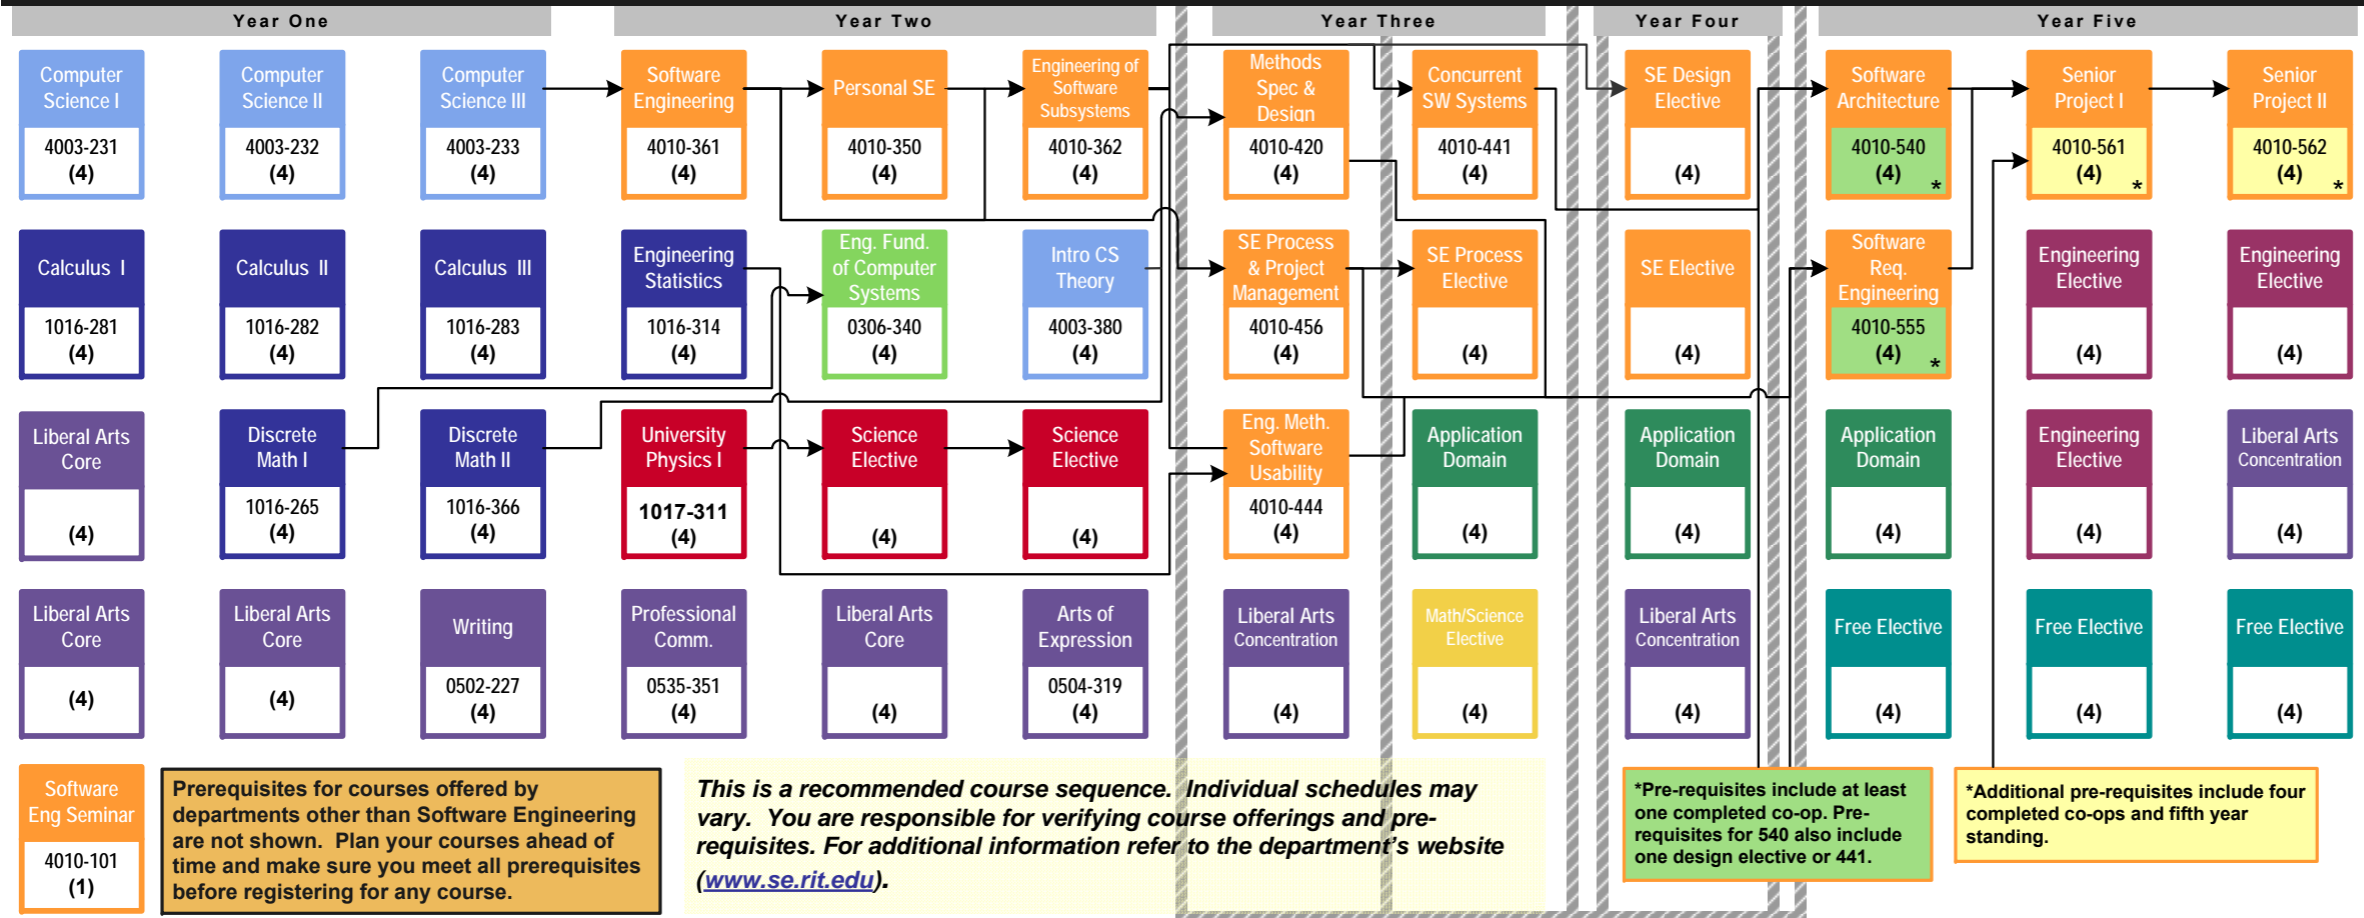 Year One
Year Two
Year Three
Year Four
Year Five
Computer
Science I
4003-231
(4)
Computer
Science II
4003-232
(4)
Computer
Science III
4003-233
(4)
Software
Engineering
4010-361
(4)
Personal SE
4010-350
(4)
Engineering of
Software
Subsystems
4010-362
(4)
Methods
Spec &
Design
4010-420
(4)
Concurrent
SW Systems
4010-441
(4)
SE Design
Elective
(4)
Software
Architecture
4010-540
(4)
*
Senior
Project I
4010-561
(4)
*
Senior
Project II
4010-562
(4)
*
Calculus I
1016-281
(4)
Calculus II
1016-282
(4)
Calculus III
1016-283
(4)
Engineering
Statistics
1016-314
(4)
Eng. Fund.
of Computer
Systems
0306-340
(4)
Intro CS
Theory
4003-380
(4)
SE Process
& Project
Management
4010-456
(4)
SE Process
Elective
(4)
SE Elective
(4)
Software
Req.
Engineering
4010-555
(4)
*
Engineering
Elective
(4)
Engineering
Elective
(4)
Liberal Arts
Core
(4)
Discrete
Math I
1016-265
(4)
Discrete
Math II
1016-366
(4)
University
Physics I
1017-311
(4)
Science
Elective
(4)
Science
Elective
(4)
Eng. Meth.
Software
Usability
4010-444
(4)
Application
Domain
(4)
Application
Domain
(4)
Application
Domain
(4)
Engineering
Elective
(4)
Liberal Arts
Concentration
(4)
Liberal Arts
Core
(4)
Liberal Arts
Core
(4)
Writing
0502-227
(4)
Professional
Comm.
0535-351
(4)
Liberal Arts
Core
(4)
Arts of
Expression
0504-319
(4)
Liberal Arts
Concentration
(4)
Math/Science
Elective
(4)
Liberal Arts
Concentration
(4)
Free Elective
(4)
Free Elective
(4)
Free Elective
(4)
Software
Eng Seminar
4010-101
(1)
Prerequisites for courses offered by
departments other than Software Engineering
are not shown. Plan your courses ahead of
time and make sure you meet all prerequisites
before registering for any course.
This is a recommended course sequence. Individual schedules may
vary. You are responsible for verifying course offerings and pre-
requisites. For additional information refer to the department's website
(www.se.rit.edu).
*Pre-requisites include at least
one completed co-op. Pre-
requisites for 540 also include
one design elective or 441.
*Additional pre-requisites include four
completed co-ops and fifth year
standing.